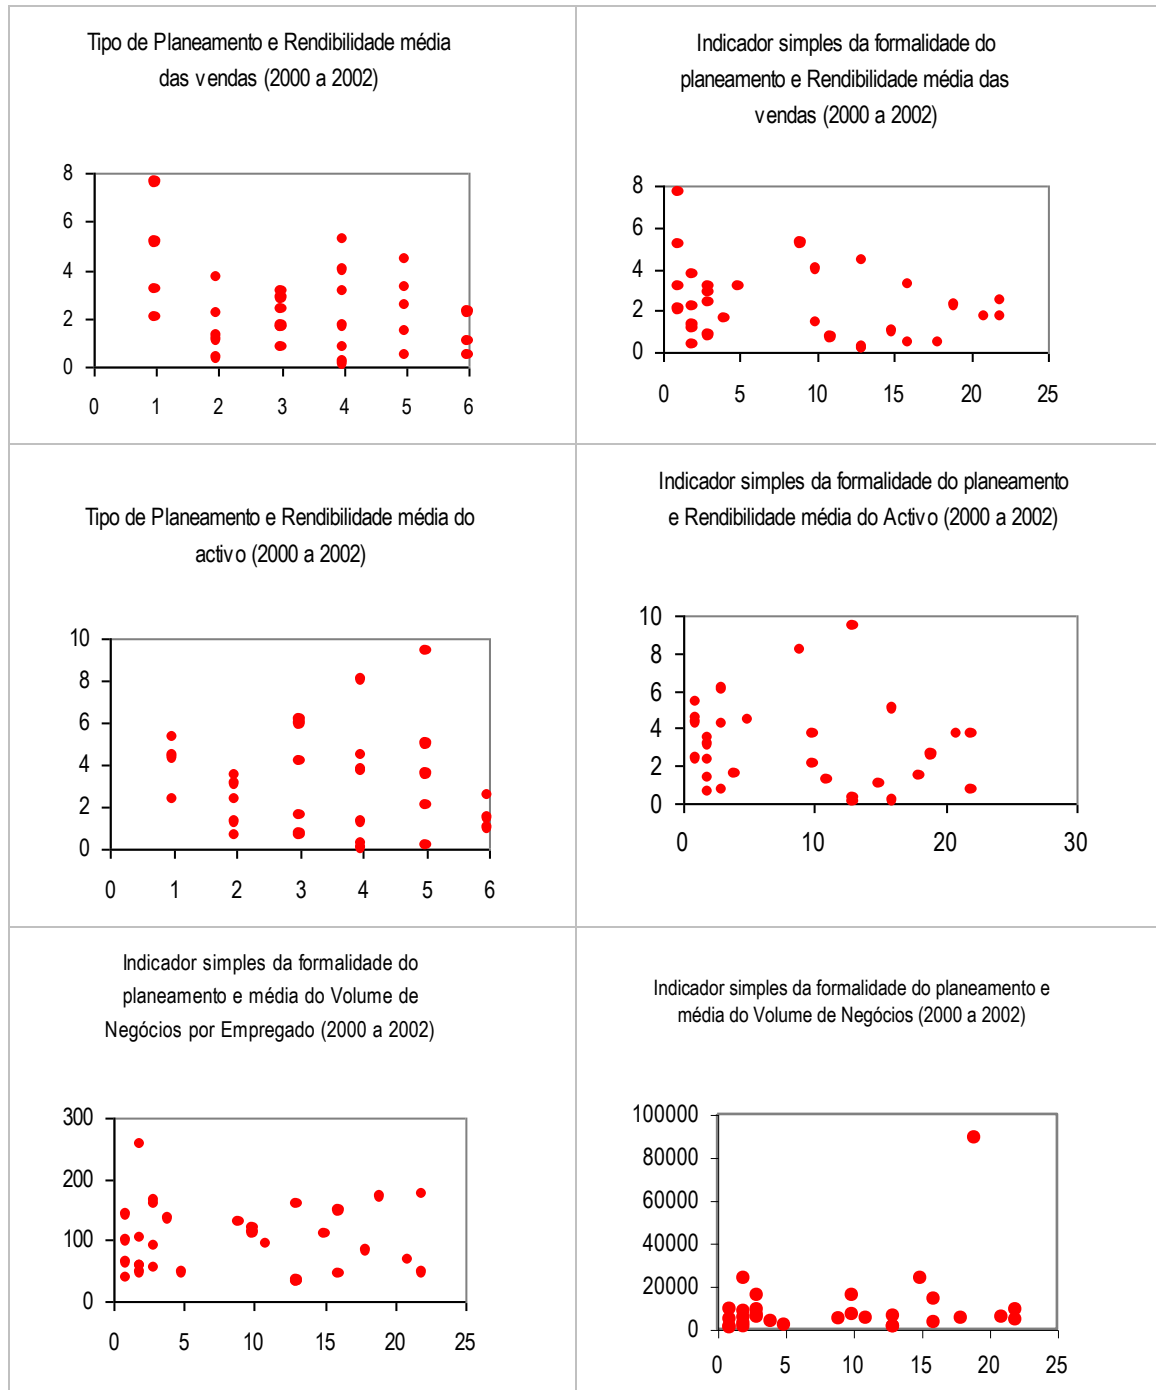 Tipo de Planeamento e Rendibilidade média
das vendas (2000 a 2002)
8
6
4
2
0
0 1 2 3 4 5 6
Indicador simples da formalidade do
planeamento e Rendibilidade média das
vendas (2000 a 2002)
8
6
4
2
0
0 5 10 15 20 25
Tipo de Planeamento e Rendibilidade média do
activo (2000 a 2002)
10
8
6
4
2
0
0 1 2 3 4 5 6
Indicador simples da formalidade do planeamento
e Rendibilidade média do Activo (2000 a 2002)
10
8
6
4
2
0
0 10 20 30
Indicador simples da formalidade do
planeamento e média do Volume de
Negócios por Empregado (2000 a 2002)
300
200
100
0
0 5 10 15 20 25
Indicador simples da formalidade do planeamento e
média do Volume de Negócios (2000 a 2002)
100000
80000
60000
40000
20000
0
0 5 10 15 20 25